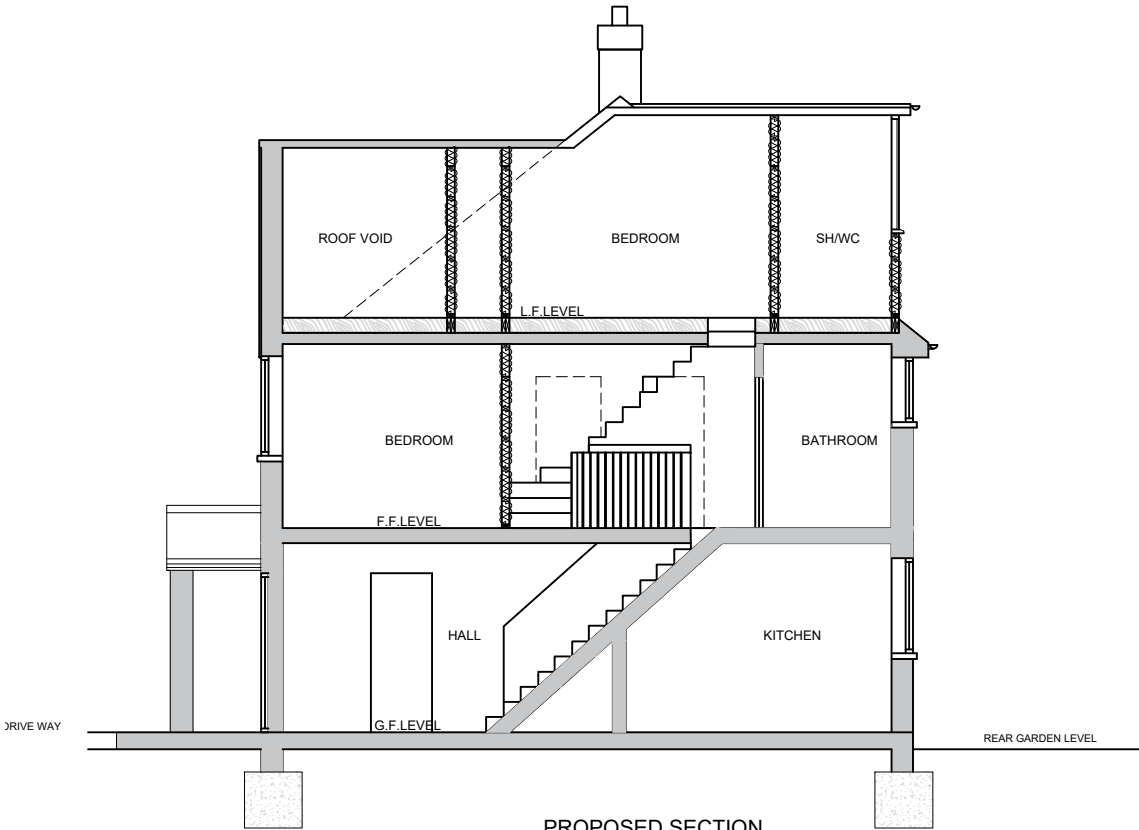 ROOF VOID
BEDROOM
SH/WC
L.F.LEVEL
BEDROOM
BATHROOM
F.F.LEVEL
HALL
KITCHEN
G.F.LEVEL
DRIVE WAY
REAR GARDEN LEVEL
PROPOSED SECTION